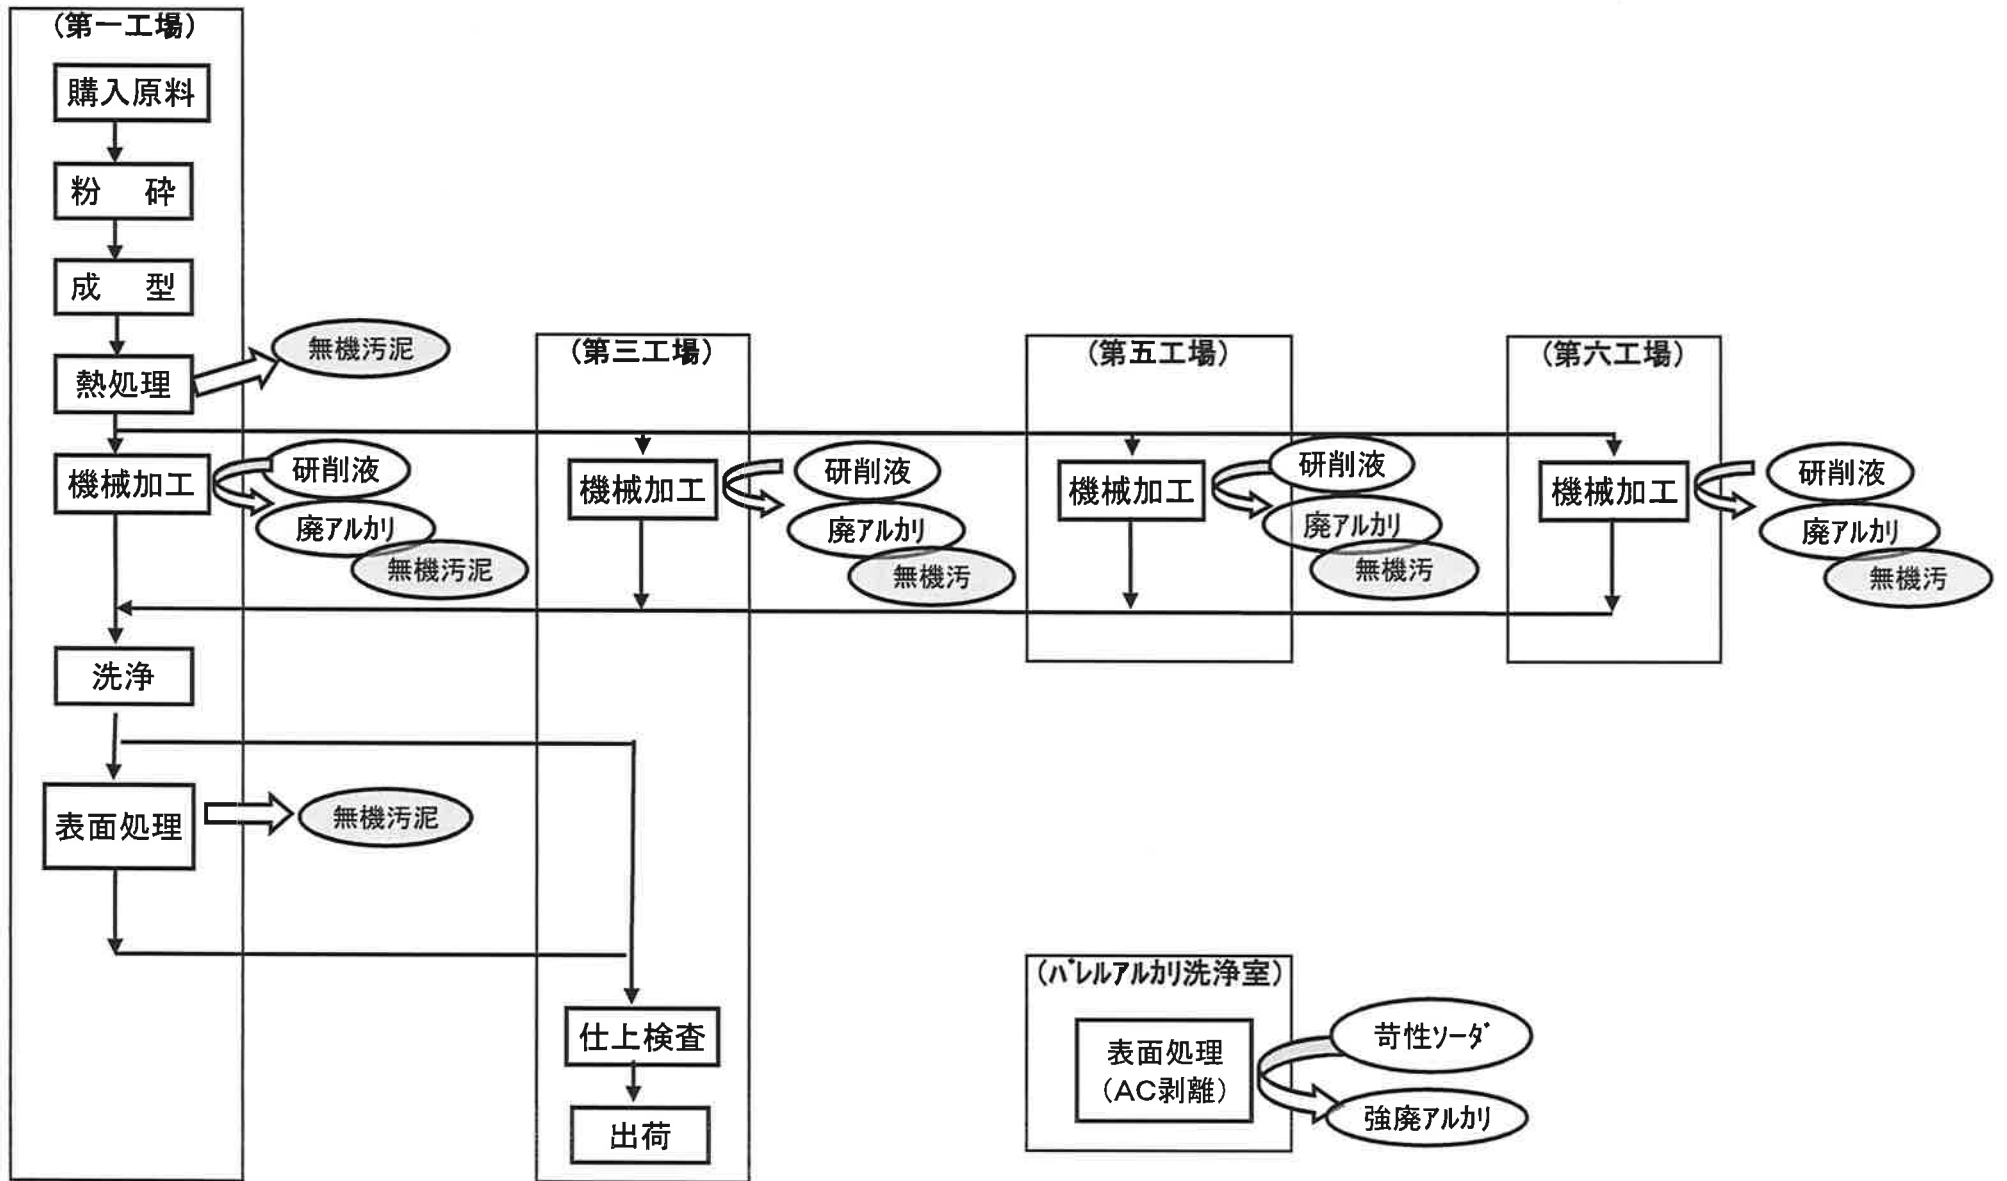 (第一工場)
購入原料
粉　砕
成　型
熱処理
無機汚泥
機械加工
研削液
廃アルカリ
無機汚泥
洗浄
表面処理
無機汚泥
(第三工場)
機械加工
研削液
廃アルカリ
無機汚
仕上検査
出荷
(第五工場)
機械加工
研削液
廃アルカリ
無機汚
(第六工場)
機械加工
研削液
廃アルカリ
無機汚
(バレルアルカリ洗浄室)
表面処理
(AC剥離)
苛性ソーダ
強廃アルカリ